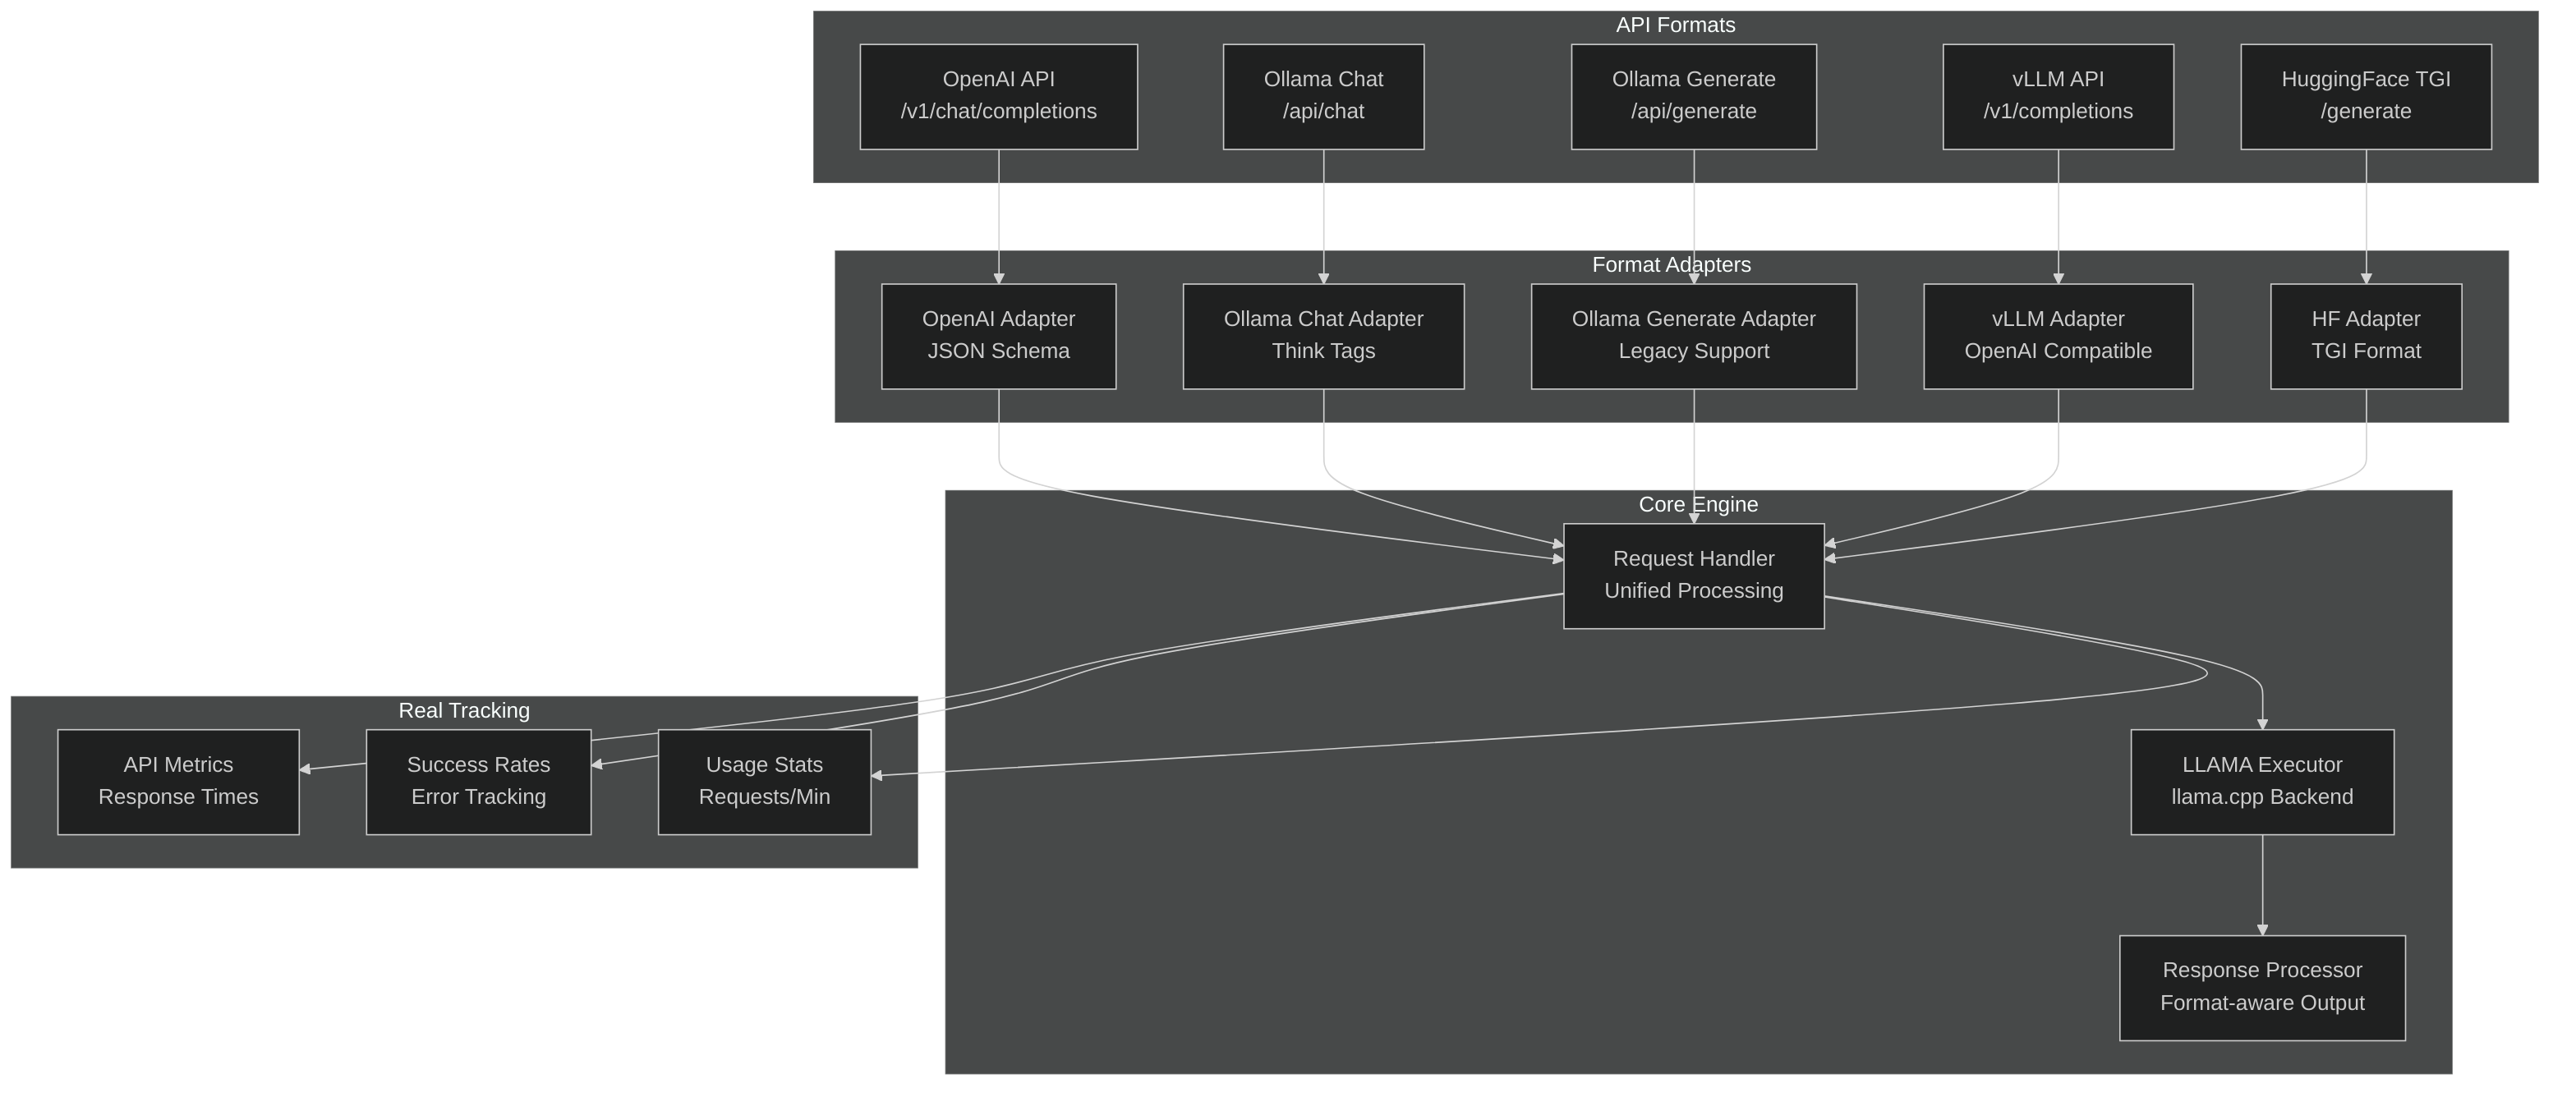 API Formats
OpenAI API
/v1/chat/completions
Ollama Chat
/api/chat
Ollama Generate
/api/generate
vLLM API
/v1/completions
HuggingFace TGI
/generate
Format Adapters
OpenAI Adapter
JSON Schema
Ollama Chat Adapter
Think Tags
Ollama Generate Adapter
Legacy Support
vLLM Adapter
OpenAI Compatible
HF Adapter
TGI Format
Core Engine
Request Handler
Unified Processing
Real Tracking
API Metrics
Response Times
Success Rates
Error Tracking
Usage Stats
Requests/Min
LLAMA Executor
llama.cpp Backend
Response Processor
Format-aware Output